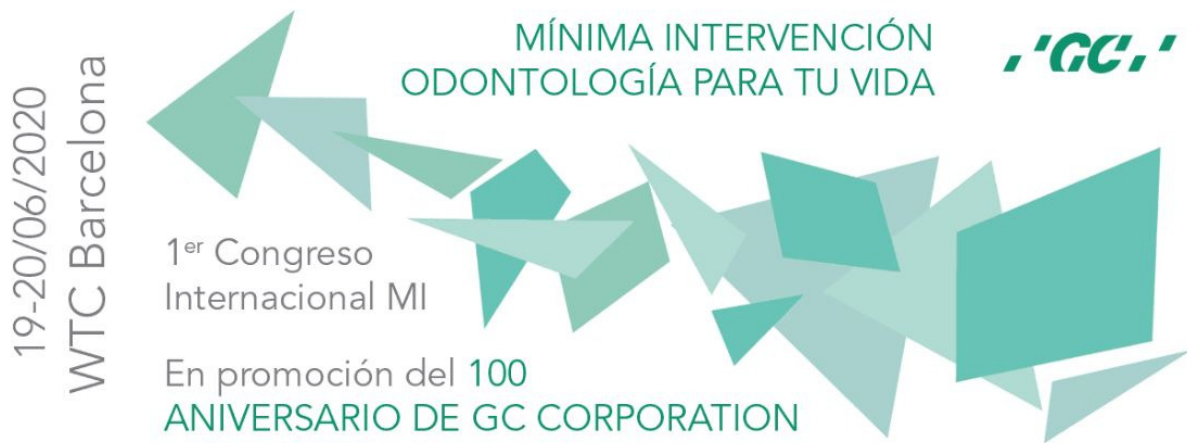 19-20/06/2020
WTC Barcelona
MÍNIMA INTERVENCIÓN
ODONTOLOGÍA PARA TU VIDA
GC
1er Congreso
Internacional MI
En promoción del 100
ANIVERSARIO DE GC CORPORATION